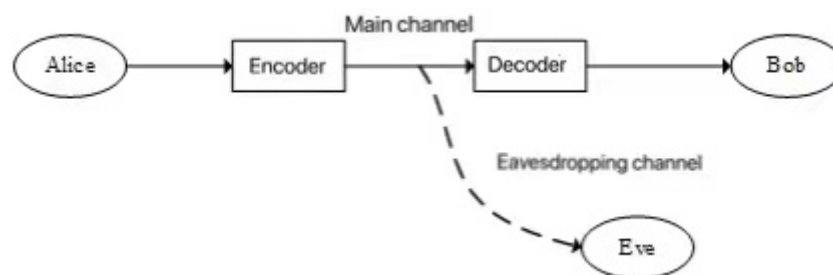 Main channel
Alice
Encoder
Decoder
Bob
Eavesdropping channel
Eve